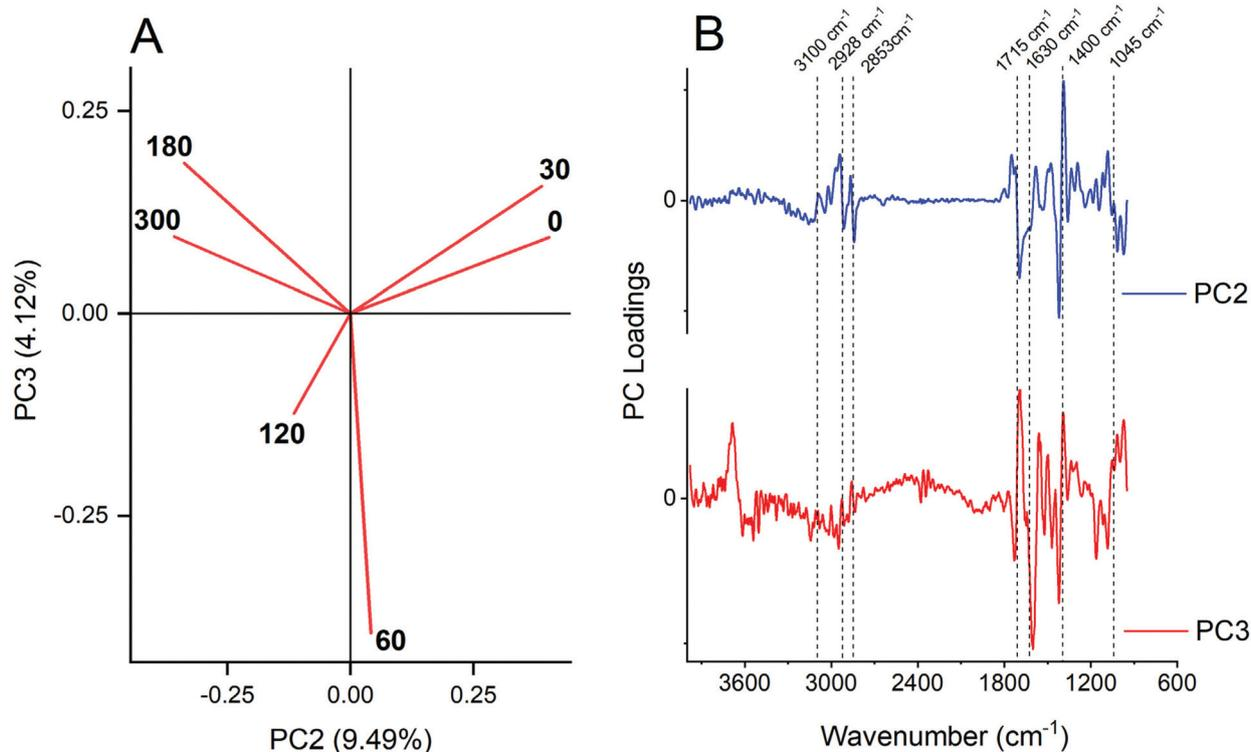 A
0.25
0.00
-0.25
PC3 (4.12%)
180
300
30
0
120
60
-0.25
0.00
0.25
PC2 (9.49%)
B
3100 cm⁻¹
2928 cm⁻¹
2853cm⁻¹
1715 cm⁻¹
1630 cm⁻¹
1400 cm⁻¹
1045 cm⁻¹
0
PC2
PC Loadings
0
PC3
3600
3000
2400
1800
1200
600
Wavenumber (cm⁻¹)